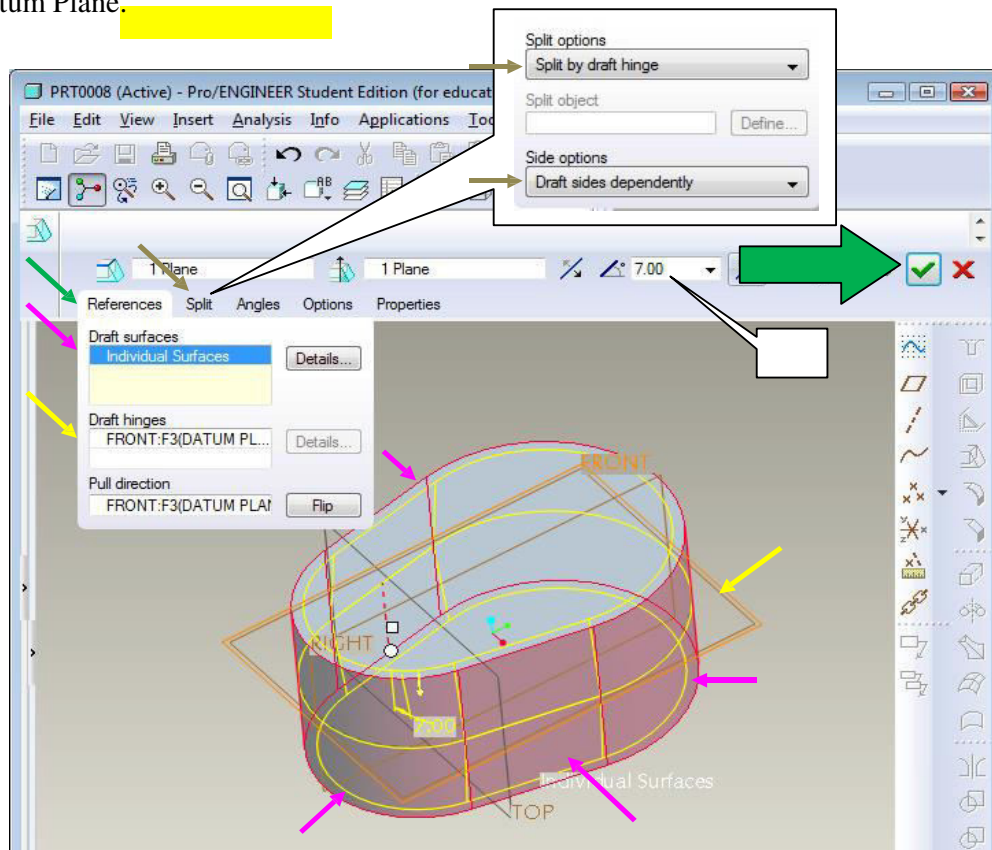 tum Plane.
Split options
Split by draft hinge
Split object
Define...
Side options
Draft sides dependently
PRT0008 (Active) - Pro/ENGINEER Student Edition (for educat
File Edit View Insert Analysis Info Applications Too
1 Plane 1 Plane 7.00
References Split Angles Options Properties
Draft surfaces
Individual Surfaces Details...
Draft hinges
FRONT:F3(DATUM PL... Details...
Pull direction
FRONT:F3(DATUM PLAN Flip
FRONT
RIGHT
7.00
Individual Surfaces
TOP